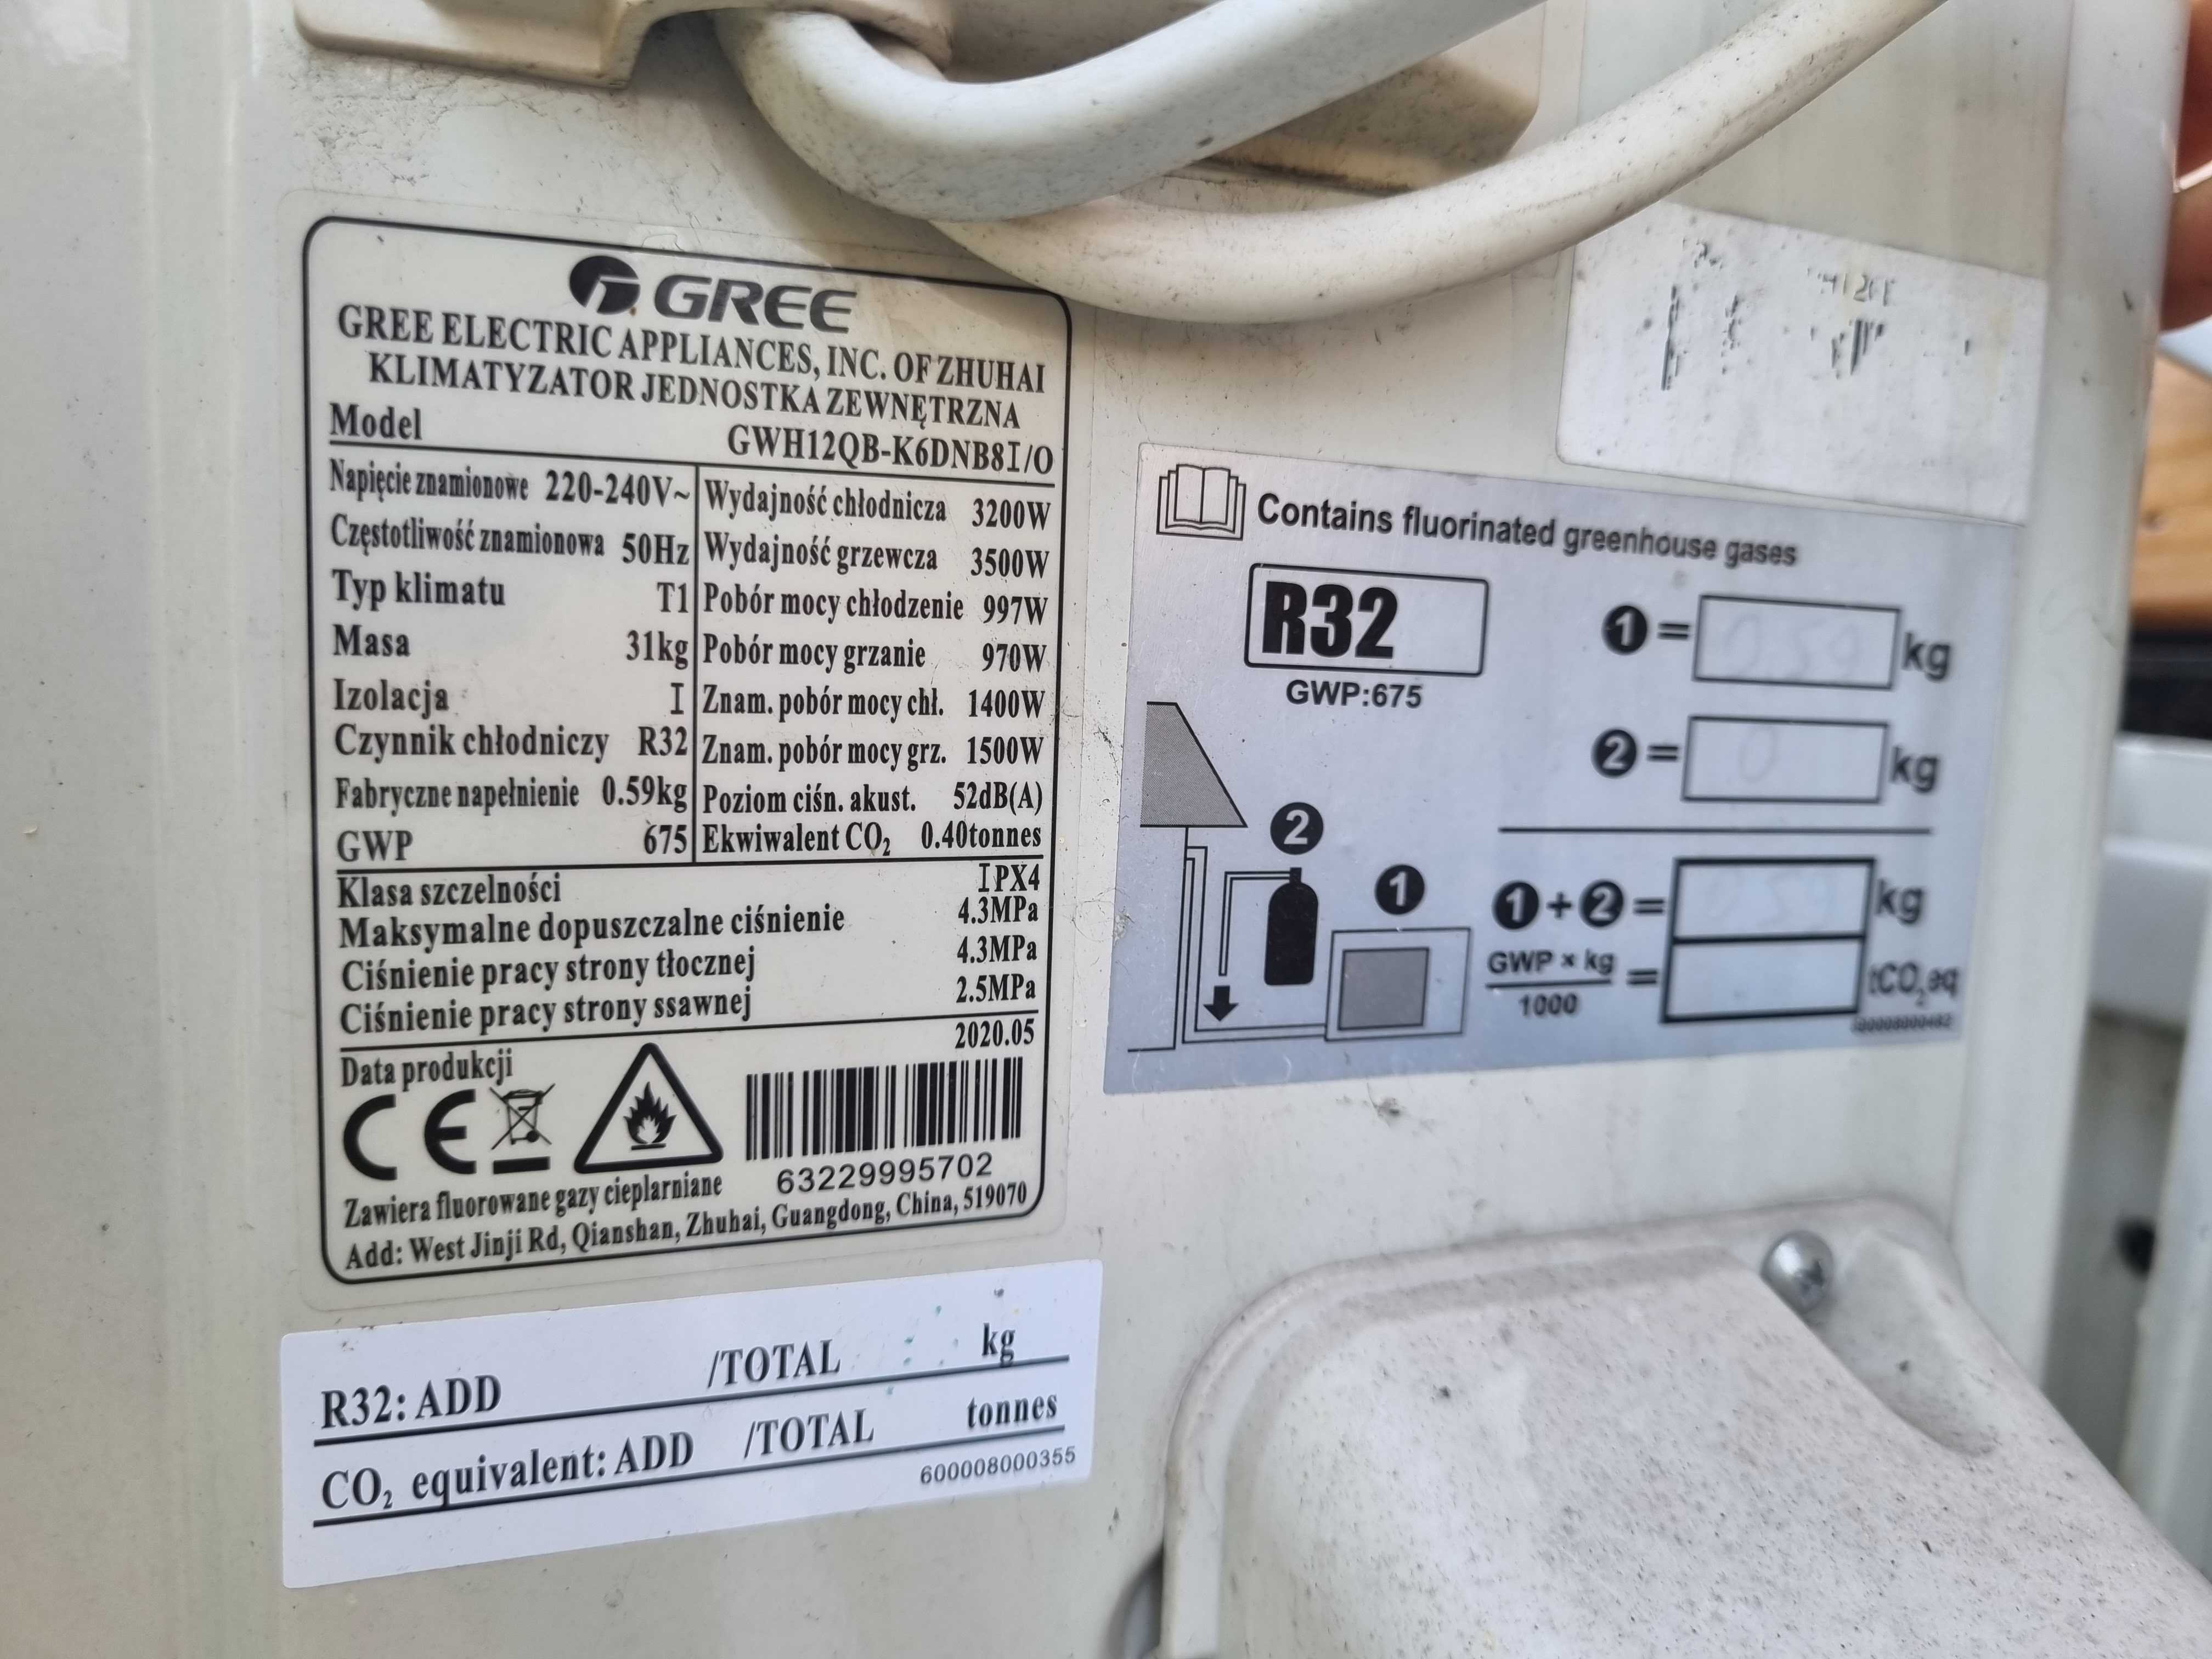 GREE
GREE ELECTRIC APPLIANCES, INC. OF ZHUHAI
KLIMATYZATOR JEDNOSTKA ZEWNĘTRZNA
Model GWH12QB-K6DNB8I/O
Napięcie znamionowe 220-240V~
Częstotliwość znamionowa 50Hz
Typ klimatu T1
Masa 31kg
Izolacja I
Czynnik chłodniczy R32
Fabryczne napełnienie 0.59kg
GWP 675
Wydajność chłodnicza 3200W
Wydajność grzewcza 3500W
Pobór mocy chłodzenie 997W
Pobór mocy grzanie 970W
Znam. pobór mocy chł. 1400W
Znam. pobór mocy grz. 1500W
Poziom ciśn. akust. 52dB(A)
Ekwiwalent CO₂ 0.40tonnes
Klasa szczelności IPX4
Maksymalne dopuszczalne ciśnienie 4.3MPa
Ciśnienie pracy strony tłocznej 4.3MPa
Ciśnienie pracy strony ssawnej 2.5MPa
Data produkcji 2020.05
CE
63229995702
Zawiera fluorowane gazy cieplarniane
Add: West Jinji Rd, Qianshan, Zhuhai, Guangdong, China, 519070
R32: ADD /TOTAL kg
CO₂ equivalent: ADD /TOTAL tonnes
600008000355
Contains fluorinated greenhouse gases
R32
GWP:675
1 = 0.59 kg
2 = 0 kg
1 + 2 = kg
GWP × kg
1000
= tCO₂eq
2
1